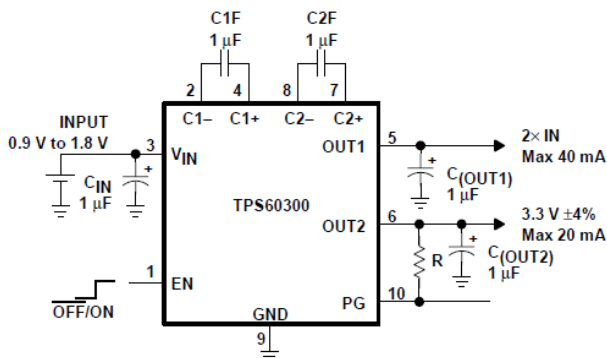 C1F
1 µF
C2F
1 µF
2
4
8
7
C1–
C1+
C2–
C2+
INPUT
0.9 V to 1.8 V
3
VIN
CIN
1 µF
+
TPS60300
OUT1
5
2× IN
Max 40 mA
+
C(OUT1)
1 µF
OUT2
6
3.3 V ±4%
Max 20 mA
R
+
C(OUT2)
1 µF
1
EN
OFF/ON
PG
10
GND
9